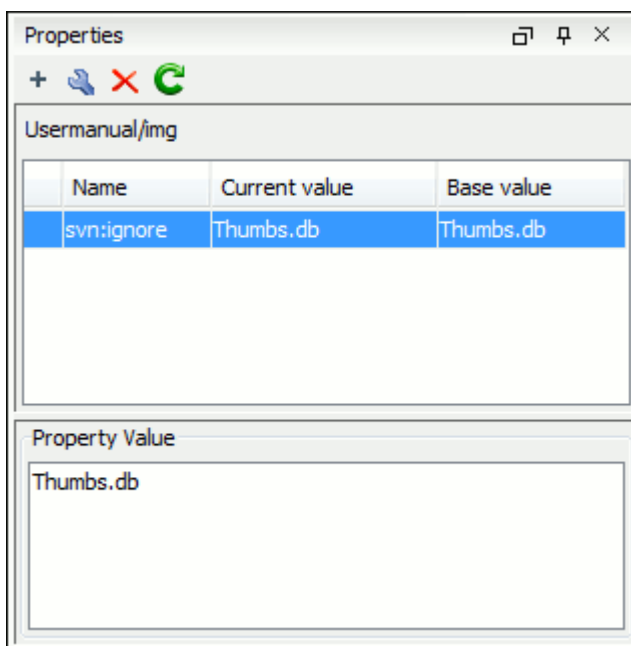 Properties
Usermanual/img
Name Current value Base value
svn:ignore Thumbs.db Thumbs.db
Property Value
Thumbs.db